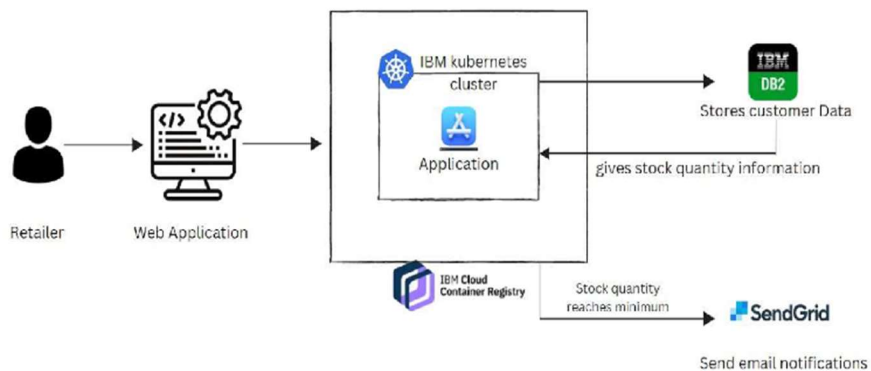 Retailer
</>
Web Application
IBM kubernetes
cluster
Application
IBM
DB2
Stores customer Data
gives stock quantity information
IBM Cloud
Container Registry
Stock quantity
reaches minimum
SendGrid
Send email notifications